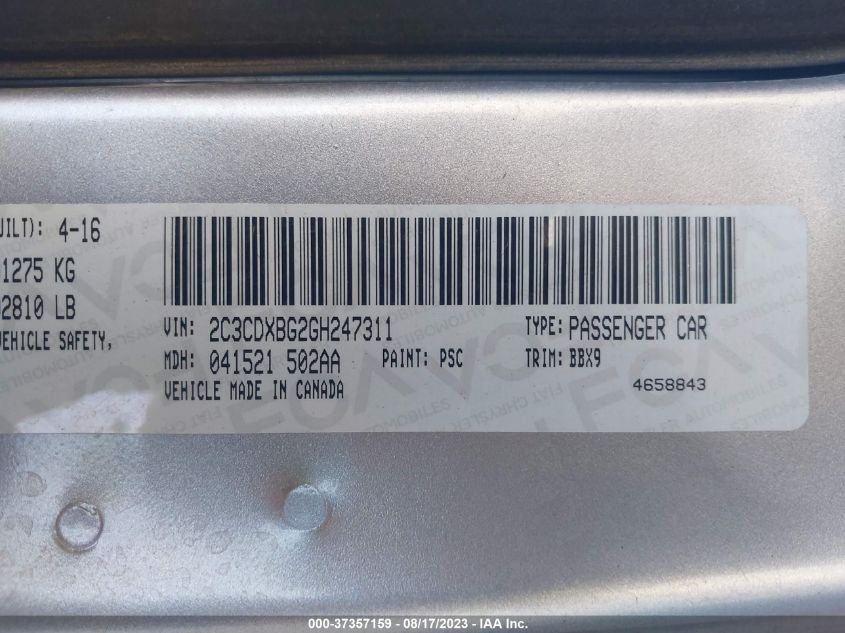 UILT): 4-16
1275 KG
2810 LB
VEHICLE SAFETY,
VIN: 2C3CDXBG2GH247311 TYPE: PASSENGER CAR
MDH: 041521 502AA PAINT: PSC TRIM: BBX9
VEHICLE MADE IN CANADA 4658843
000-37357159 - 08/17/2023 - IAA Inc.